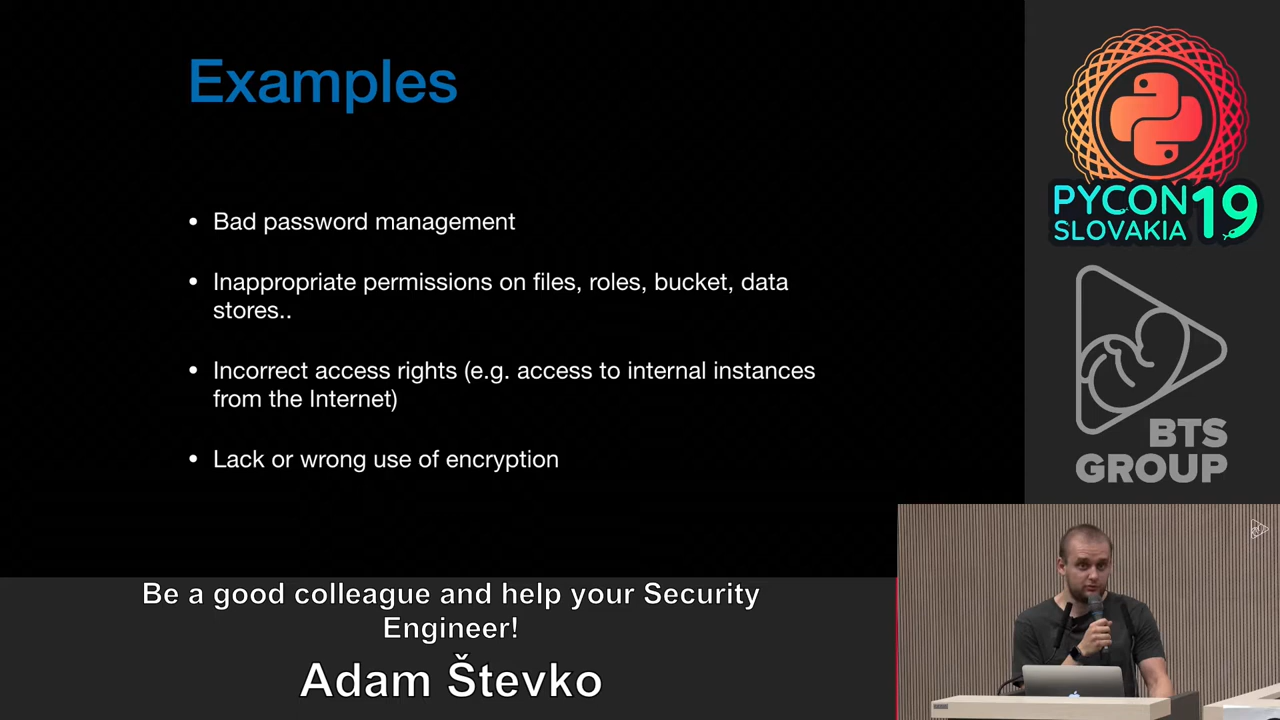 Examples
• Bad password management
• Inappropriate permissions on files, roles, bucket, data
stores..
• Incorrect access rights (e.g. access to internal instances
from the Internet)
• Lack or wrong use of encryption
PYCON 19
SLOVAKIA
BTS
GROUP
Be a good colleague and help your Security
Engineer!
Adam Števko